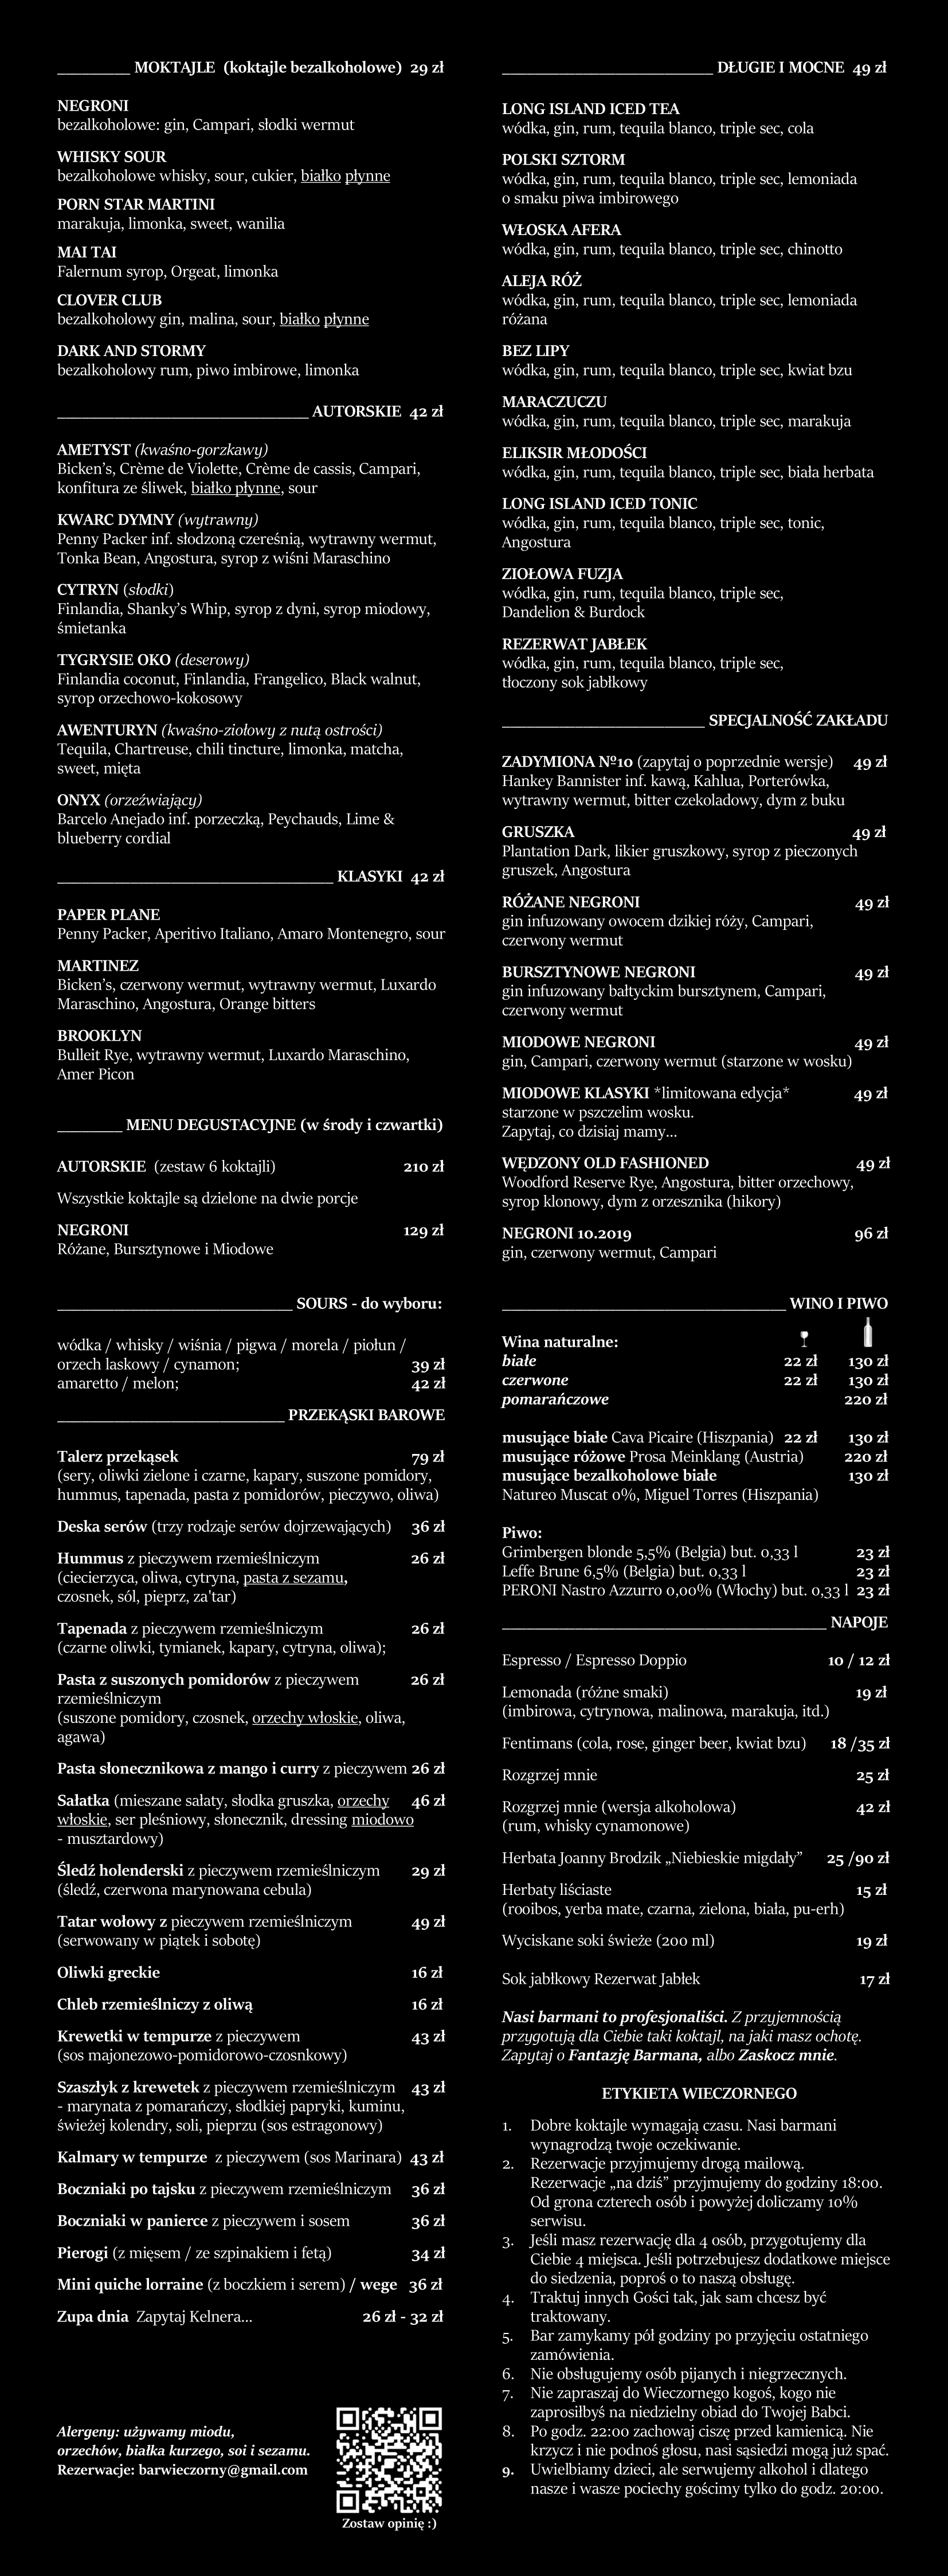 MOKTAJLE (koktajle bezalkoholowe) 29 zł
NEGRONI
bezalkoholowe: gin, Campari, słodki wermut
WHISKY SOUR
bezalkoholowe whisky, sour, cukier, białko płynne
PORN STAR MARTINI
marakuja, limonka, sweet, wanilia
MAI TAI
Falernum syrop, Orgeat, limonka
CLOVER CLUB
bezalkoholowy gin, malina, sour, białko płynne
DARK AND STORMY
bezalkoholowy rum, piwo imbirowe, limonka
AUTORSKIE 42 zł
AMETYST (kwaśno-gorzkawy)
Bicken's, Crème de Violette, Crème de cassis, Campari,
konfitura ze śliwek, białko płynne, sour
KWARC DYMNY (wytrawny)
Penny Packer inf. słodzoną czereśnią, wytrawny wermut,
Tonka Bean, Angostura, syrop z wiśni Maraschino
CYTRYN (słodki)
Finlandia, Shanky's Whip, syrop z dyni, syrop miodowy,
śmietanka
TYGRYSIE OKO (deserowy)
Finlandia coconut, Finlandia, Frangelico, Black walnut,
syrop orzechowo-kokosowy
AWENTURYN (kwaśno-ziołowy z nutą ostrości)
Tequila, Chartreuse, chili tincture, limonka, matcha,
sweet, mięta
ONYX (orzeźwiający)
Barcelo Anejado inf. porzeczką, Peychauds, Lime &
blueberry cordial
KLASYKI 42 zł
PAPER PLANE
Penny Packer, Aperitivo Italiano, Amaro Montenegro, sour
MARTINEZ
Bicken's, czerwony wermut, wytrawny wermut, Luxardo
Maraschino, Angostura, Orange bitters
BROOKLYN
Bulleit Rye, wytrawny wermut, Luxardo Maraschino,
Amer Picon
MENU DEGUSTACYJNE (w środy i czwartki)
AUTORSKIE (zestaw 6 koktajli) 210 zł
Wszystkie koktajle są dzielone na dwie porcje
NEGRONI 129 zł
Różane, Bursztynowe i Miodowe
SOURS - do wyboru:
wódka / whisky / wiśnia / pigwa / morela / piołun /
orzech laskowy / cynamon; 39 zł
amaretto / melon; 42 zł
PRZEKĄSKI BAROWE
Talerz przekąsek 79 zł
(sery, oliwki zielone i czarne, kapary, suszone pomidory,
hummus, tapenada, pasta z pomidorów, pieczywo, oliwa)
Deska serów (trzy rodzaje serów dojrzewających) 36 zł
Hummus z pieczywem rzemieślniczym 26 zł
(ciecierzyca, oliwa, cytryna, pasta z sezamu,
czosnek, sól, pieprz, za'tar)
Tapenada z pieczywem rzemieślniczym 26 zł
(czarne oliwki, tymianek, kapary, cytryna, oliwa);
Pasta z suszonych pomidorów z pieczywem 26 zł
rzemieślniczym
(suszone pomidory, czosnek, orzechy włoskie, oliwa,
agawa)
Pasta słonecznikowa z mango i curry z pieczywem 26 zł
Sałatka (mieszane sałaty, słodka gruszka, orzechy 46 zł
włoskie, ser pleśniowy, słonecznik, dressing miodowo
- musztardowy)
Śledź holenderski z pieczywem rzemieślniczym 29 zł
(śledź, czerwona marynowana cebula)
Tatar wołowy z pieczywem rzemieślniczym 49 zł
(serwowany w piątek i sobotę)
Oliwki greckie 16 zł
Chleb rzemieślniczy z oliwą 16 zł
Krewetki w tempurze z pieczywem 43 zł
(sos majonezowo-pomidorowo-czosnkowy)
Szaszłyk z krewetek z pieczywem rzemieślniczym 43 zł
- marynata z pomarańczy, słodkiej papryki, kuminu,
świeżej kolendry, soli, pieprzu (sos estragonowy)
Kalmary w tempurze z pieczywem (sos Marinara) 43 zł
Boczniaki po tajsku z pieczywem rzemieślniczym 36 zł
Boczniaki w panierce z pieczywem i sosem 36 zł
Pierogi (z mięsem / ze szpinakiem i fetą) 34 zł
Mini quiche lorraine (z boczkiem i serem) / wege 36 zł
Zupa dnia Zapytaj Kelnera... 26 zł - 32 zł
Alergeny: używamy miodu,
orzechów, białka kurzego, soi i sezamu.
Rezerwacje: barwieczorny@gmail.com
Zostaw opinię :)
DŁUGIE I MOCNE 49 zł
LONG ISLAND ICED TEA
wódka, gin, rum, tequila blanco, triple sec, cola
POLSKI SZTORM
wódka, gin, rum, tequila blanco, triple sec, lemoniada
o smaku piwa imbirowego
WŁOSKA AFERA
wódka, gin, rum, tequila blanco, triple sec, chinotto
ALEJA RÓŻ
wódka, gin, rum, tequila blanco, triple sec, lemoniada
różana
BEZ LIPY
wódka, gin, rum, tequila blanco, triple sec, kwiat bzu
MARACZUCZU
wódka, gin, rum, tequila blanco, triple sec, marakuja
ELIKSIR MŁODOŚCI
wódka, gin, rum, tequila blanco, triple sec, biała herbata
LONG ISLAND ICED TONIC
wódka, gin, rum, tequila blanco, triple sec, tonic,
Angostura
ZIOŁOWA FUZJA
wódka, gin, rum, tequila blanco, triple sec,
Dandelion & Burdock
REZERWAT JABŁEK
wódka, gin, rum, tequila blanco, triple sec,
tłoczony sok jabłkowy
SPECJALNOŚĆ ZAKŁADU
ZADYMIONA Nº10 (zapytaj o poprzednie wersje) 49 zł
Hankey Bannister inf. kawą, Kahlua, Porterówka,
wytrawny wermut, bitter czekoladowy, dym z buku
GRUSZKA 49 zł
Plantation Dark, likier gruszkowy, syrop z pieczonych
gruszek, Angostura
RÓŻANE NEGRONI 49 zł
gin infuzowany owocem dzikiej róży, Campari,
czerwony wermut
BURSZTYNOWE NEGRONI 49 zł
gin infuzowany bałtyckim bursztynem, Campari,
czerwony wermut
MIODOWE NEGRONI 49 zł
gin, Campari, czerwony wermut (starzone w wosku)
MIODOWE KLASYKI *limitowana edycja* 49 zł
starzone w pszczelim wosku.
Zapytaj, co dzisiaj mamy...
WĘDZONY OLD FASHIONED 49 zł
Woodford Reserve Rye, Angostura, bitter orzechowy,
syrop klonowy, dym z orzesznika (hikory)
NEGRONI 10.2019 96 zł
gin, czerwony wermut, Campari
WINO I PIWO
Wina naturalne:
białe 22 zł 130 zł
czerwone 22 zł 130 zł
pomarańczowe 220 zł
musujące białe Cava Picaire (Hiszpania) 22 zł 130 zł
musujące różowe Prosa Meinklang (Austria) 220 zł
musujące bezalkoholowe białe 130 zł
Natureo Muscat 0%, Miguel Torres (Hiszpania)
Piwo:
Grimbergen blonde 5,5% (Belgia) but. 0,33 l 23 zł
Leffe Brune 6,5% (Belgia) but. 0,33 l 23 zł
PERONI Nastro Azzurro 0,00% (Włochy) but. 0,33 l 23 zł
NAPOJE
Espresso / Espresso Doppio 10 / 12 zł
Lemonada (różne smaki) 19 zł
(imbirowa, cytrynowa, malinowa, marakuja, itd.)
Fentimans (cola, rose, ginger beer, kwiat bzu) 18 /35 zł
Rozgrzej mnie 25 zł
Rozgrzej mnie (wersja alkoholowa) 42 zł
(rum, whisky cynamonowe)
Herbata Joanny Brodzik „Niebieskie migdały” 25 /90 zł
Herbaty liściaste 15 zł
(rooibos, yerba mate, czarna, zielona, biała, pu-erh)
Wyciskane soki świeże (200 ml) 19 zł
Sok jabłkowy Rezerwat Jabłek 17 zł
Nasi barmani to profesjonaliści. Z przyjemnością
przygotują dla Ciebie taki koktajl, na jaki masz ochotę.
Zapytaj o Fantazję Barmana, albo Zaskocz mnie.
ETYKIETA WIECZORNEGO
1. Dobre koktajle wymagają czasu. Nasi barmani
wynagrodzą twoje oczekiwanie.
2. Rezerwacje przyjmujemy drogą mailową.
Rezerwacje „na dziś” przyjmujemy do godziny 18:00.
Od grona czterech osób i powyżej doliczamy 10%
serwisu.
3. Jeśli masz rezerwację dla 4 osób, przygotujemy dla
Ciebie 4 miejsca. Jeśli potrzebujesz dodatkowe miejsce
do siedzenia, poproś o to naszą obsługę.
4. Traktuj innych Gości tak, jak sam chcesz być
traktowany.
5. Bar zamykamy pół godziny po przyjęciu ostatniego
zamówienia.
6. Nie obsługujemy osób pijanych i niegrzecznych.
7. Nie zapraszaj do Wieczornego kogoś, kogo nie
zaprosiłbyś na niedzielny obiad do Twojej Babci.
8. Po godz. 22:00 zachowaj ciszę przed kamienicą. Nie
krzycz i nie podnoś głosu, nasi sąsiedzi mogą już spać.
9. Uwielbiamy dzieci, ale serwujemy alkohol i dlatego
nasze i wasze pociechy gościmy tylko do godz. 20:00.